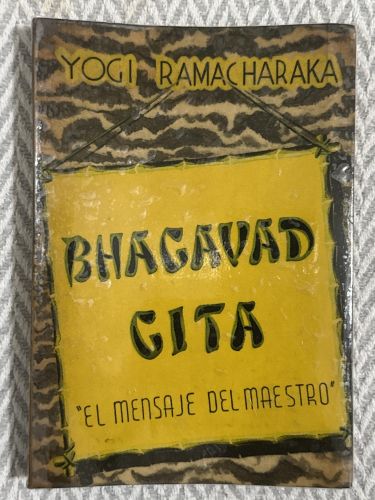 YOGI RAMACHARAKA
BHAGAVAD
GITA
"EL MENSAJE DEL MAESTRO"